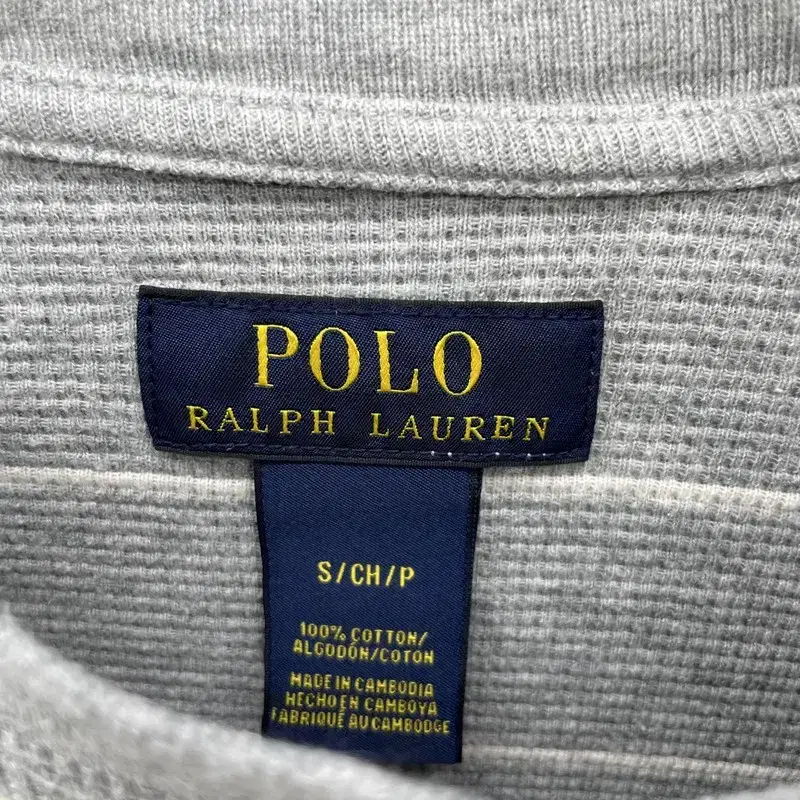 POLO
RALPH LAUREN
S/CH/P
100% COTTON/
ALGODÓN/COTON
MADE IN CAMBODIA
HECHO EN CAMBOYA
FABRIQUÉ AU CAMBODGE